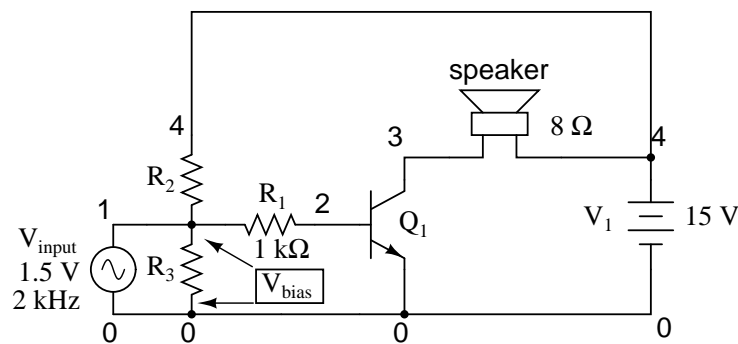 speaker
4
3
8 Ω
4
R2
R1
1
2
Q1
V1
15 V
Vinput
1.5 V
2 kHz
R3
1 kΩ
Vbias
0
0
0
0